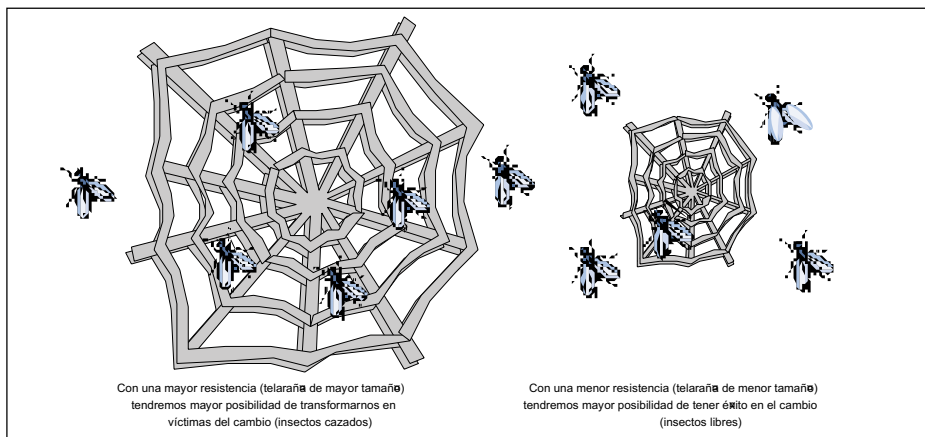 Con una mayor resistencia (telaraña de mayor tamaño)
tendremos mayor posibilidad de transformarnos en
víctimas del cambio (insectos cazados)
Con una menor resistencia (telaraña de menor tamaño)
tendremos mayor posibilidad de tener éxito en el cambio
(insectos libres)